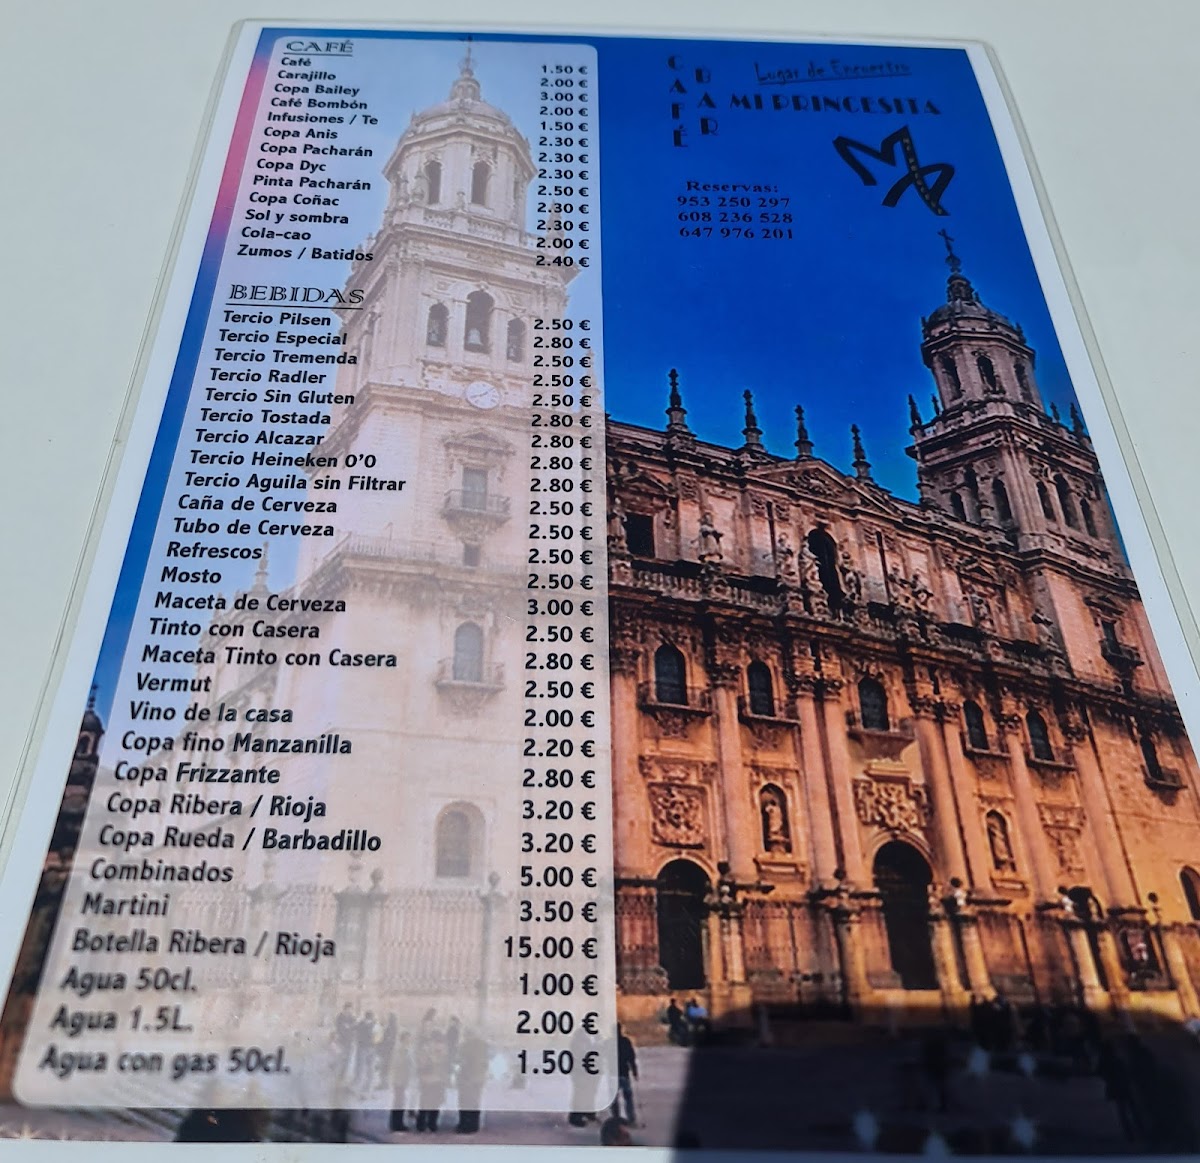 CAFÉ
Café 1.50 €
Carajillo 2.00 €
Copa Bailey 3.00 €
Café Bombón 2.00 €
Infusiones / Te 1.50 €
Copa Anis 2.30 €
Copa Pacharán 2.30 €
Copa Dyc 2.30 €
Pinta Pacharán 2.50 €
Copa Coñac 2.30 €
Sol y sombra 2.30 €
Cola-cao 2.00 €
Zumos / Batidos 2.40 €
BEBIDAS
Tercio Pilsen 2.50 €
Tercio Especial 2.80 €
Tercio Tremenda 2.50 €
Tercio Radler 2.50 €
Tercio Sin Gluten 2.50 €
Tercio Tostada 2.80 €
Tercio Alcazar 2.80 €
Tercio Heineken 0'0 2.80 €
Tercio Aguila sin Filtrar 2.80 €
Caña de Cerveza 2.50 €
Tubo de Cerveza 2.50 €
Refrescos 2.50 €
Mosto 2.50 €
Maceta de Cerveza 3.00 €
Tinto con Casera 2.50 €
Maceta Tinto con Casera 2.80 €
Vermut 2.50 €
Vino de la casa 2.00 €
Copa fino Manzanilla 2.20 €
Copa Frizzante 2.80 €
Copa Ribera / Rioja 3.20 €
Copa Rueda / Barbadillo 3.20 €
Combinados 5.00 €
Martini 3.50 €
Botella Ribera / Rioja 15.00 €
Agua 50cl. 1.00 €
Agua 1.5L. 2.00 €
Agua con gas 50cl. 1.50 €
CAFÉ
BAR
Lugar de Encuentro
MI PRINCESITA
Reservas:
953 250 297
608 236 528
647 976 201